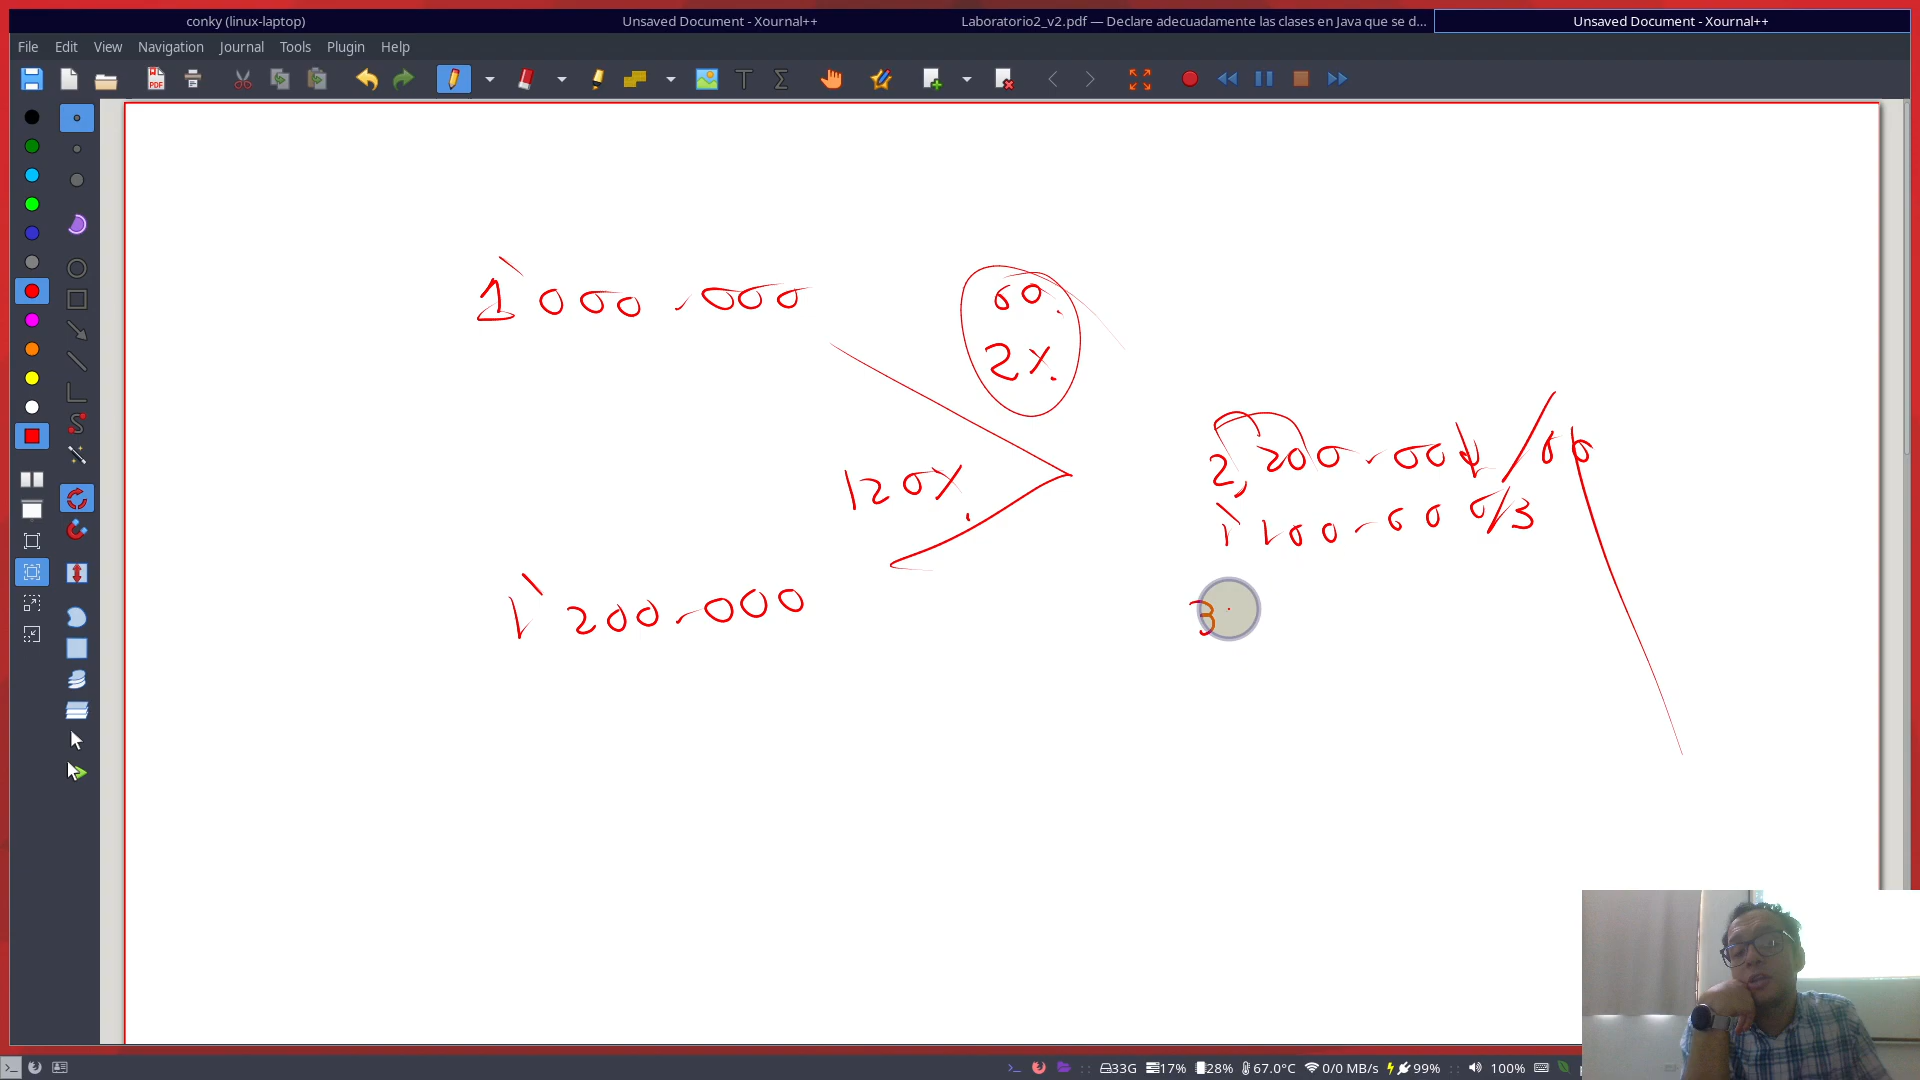 conky (linux-laptop)
Unsaved Document - Xournal++
Laboratorio2_v2.pdf — Declare adecuadamente las clases en Java que se d...
Unsaved Document - Xournal++
File Edit View Navigation Journal Tools Plugin Help
1'000.000
60.
2%
2,200.000/60
120%
1'100.000/3
1'200.000
3
33G 17% 28% 67.0°C 0/0 MB/s 99% 100%